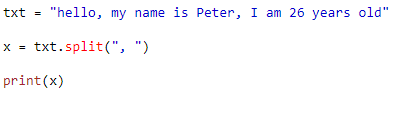 txt = "hello, my name is Peter, I am 26 years old"
x = txt.split(", ")
print(x)